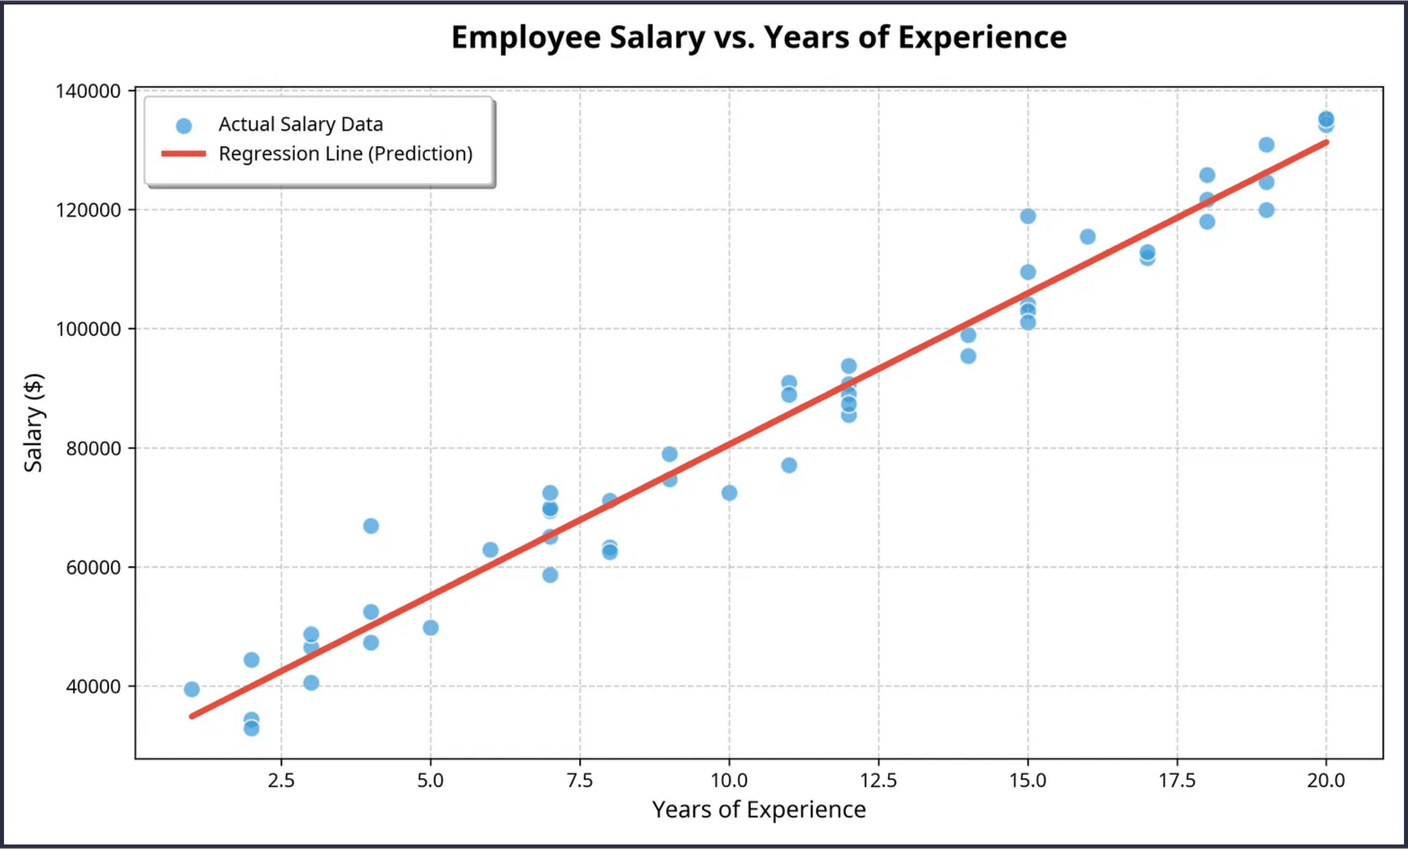 Employee Salary vs. Years of Experience
140000
120000
100000
80000
60000
40000
Salary ($)
Actual Salary Data
Regression Line (Prediction)
2.5 5.0 7.5 10.0 12.5 15.0 17.5 20.0
Years of Experience